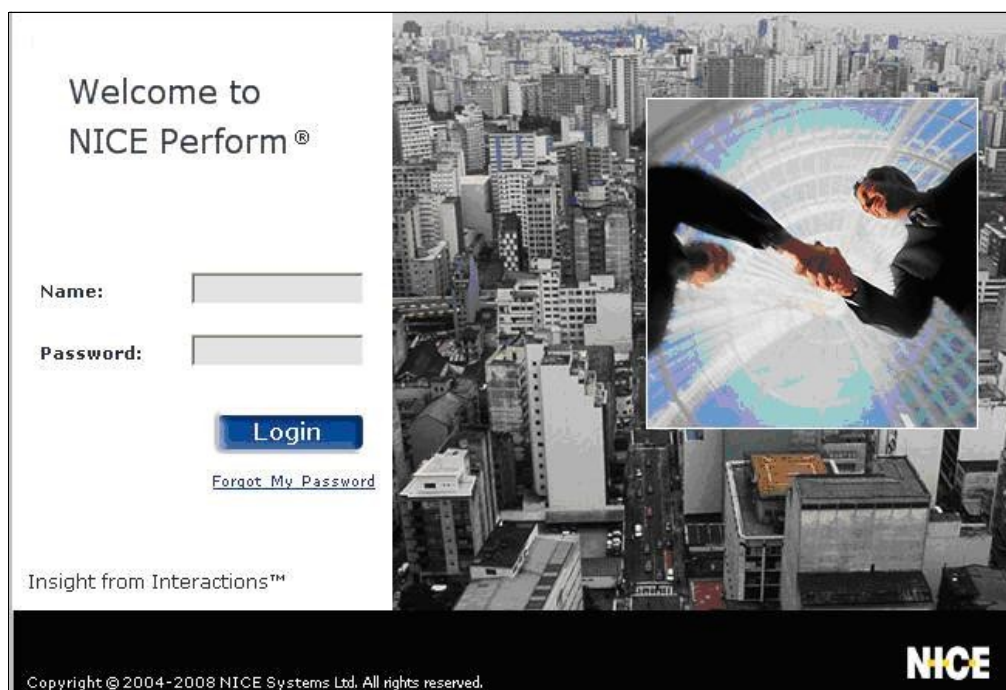 Welcome to
NICE Perform ®
Name:
Password:
Login
Forgot My Password
Insight from Interactions™
Copyright © 2004-2008 NICE Systems Ltd. All rights reserved.
NICE